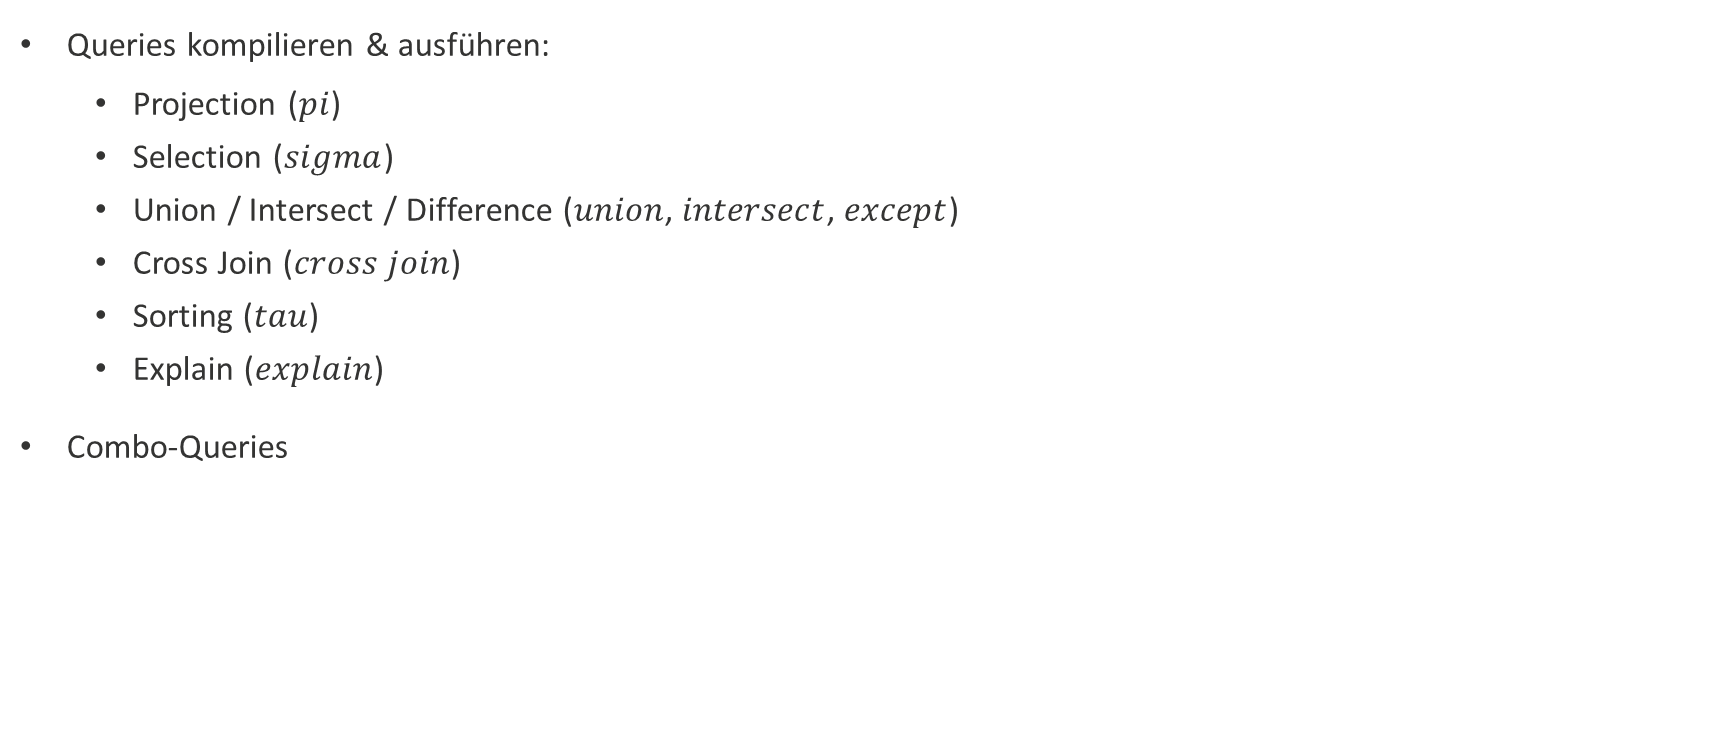 • Queries kompilieren & ausführen:
• Projection (pi)
• Selection (sigma)
• Union / Intersect / Difference (union, intersect, except)
• Cross Join (cross join)
• Sorting (tau)
• Explain (explain)
• Combo-Queries